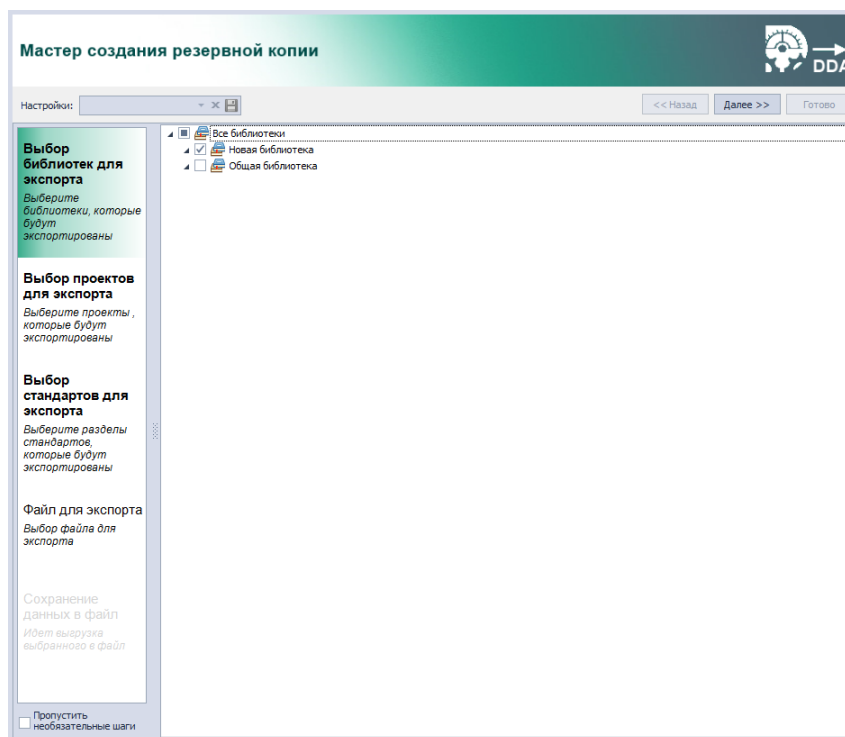 Мастер создания резервной копии
DDA
Настройки:
<< Назад
Далее >>
Готово
Выбор
библиотек для
экспорта
Выберите
библиотеки, которые
будут
экспортированы
Выбор проектов
для экспорта
Выберите проекты ,
которые будут
экспортированы
Выбор
стандартов для
экспорта
Выберите разделы
стандартов,
которые будут
экспортированы
Файл для экспорта
Выбор файла для
экспорта
Сохранение
данных в файл
Идет выгрузка
выбранного в файл
Пропустить
необязательные шаги
Все библиотеки
Новая библиотека
Общая библиотека